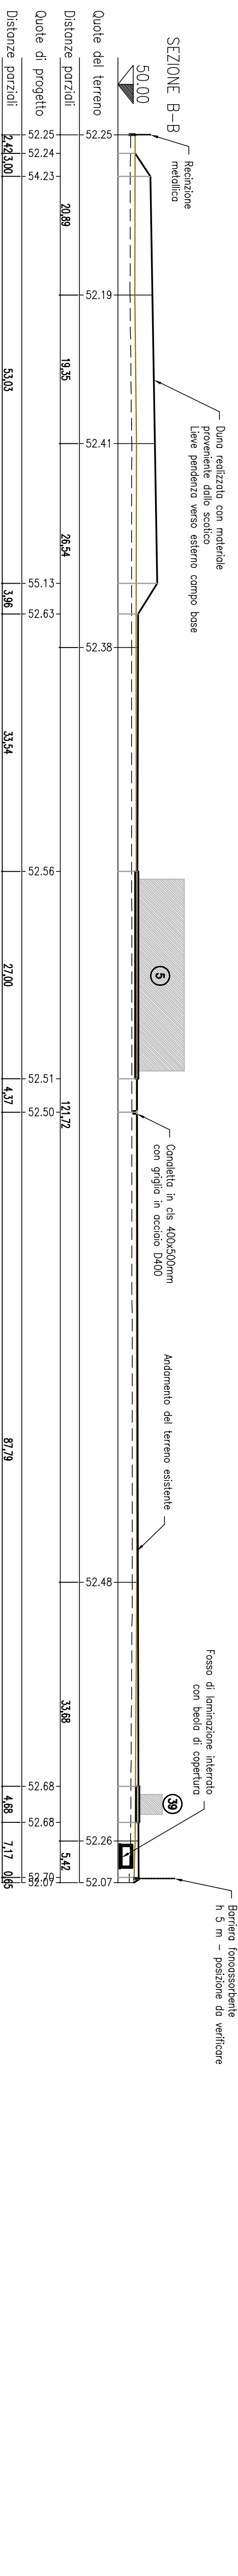 SEZIONE B-B
50.00
Recinzione
metallica
Duna realizzata con materiale
proveniente dallo scotico
Lieve pendenza verso esterno campo base
5
Canaletta in cls 400x500mm
con griglia in acciaio D400
Andamento del terreno esistente
Fosso di laminazione interrato
con beola di copertura
39
Barriera fonoassorbente
h 5 m - posizione da verificare
Quote del terreno 52.25 52.19 52.41 52.38 52.48 52.26 52.07
Distanze parziali 20,89 19,35 26,54 121,72 33,68 5,42
Quote di progetto 52.25 52.24 54.23 55.13 52.63 52.56 52.51 52.50 52.68 52.68 52.70 52.07
Distanze parziali 2,42 3,00 53,03 3,96 33,54 27,00 4,37 87,79 4,68 7,17 0,65